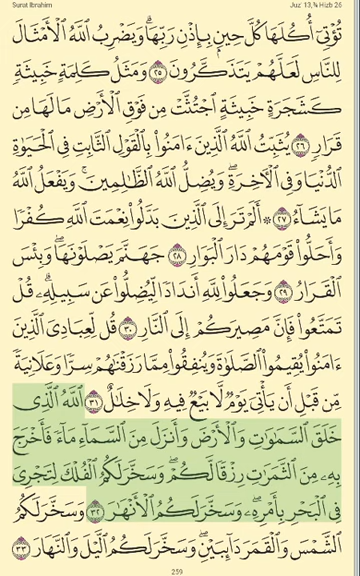 Surat Ibrahim Juz' 13,¾ Hizb 26
تُؤْتِىٓ أُكُلَهَا كُلَّ حِينٍۭ بِإِذْنِ رَبِّهَا ۗ وَيَضْرِبُ ٱللَّهُ ٱلْأَمْثَالَ
لِلنَّاسِ لَعَلَّهُمْ يَتَذَكَّرُونَ ٢٥ وَمَثَلُ كَلِمَةٍ خَبِيثَةٍ
كَشَجَرَةٍ خَبِيثَةٍ ٱجْتُثَّتْ مِن فَوْقِ ٱلْأَرْضِ مَا لَهَا مِن
قَرَارٍ ٢٦ يُثَبِّتُ ٱللَّهُ ٱلَّذِينَ ءَامَنُوا۟ بِٱلْقَوْلِ ٱلثَّابِتِ فِى ٱلْحَيَوٰةِ
ٱلدُّنْيَا وَفِى ٱلْءَاخِرَةِ ۖ وَيُضِلُّ ٱللَّهُ ٱلظَّٰلِمِينَ ۚ وَيَفْعَلُ ٱللَّهُ
مَا يَشَآءُ ٢٧ ۞ أَلَمْ تَرَ إِلَى ٱلَّذِينَ بَدَّلُوا۟ نِعْمَتَ ٱللَّهِ كُفْرًا
وَأَحَلُّوا۟ قَوْمَهُمْ دَارَ ٱلْبَوَارِ ٢٨ جَهَنَّمَ يَصْلَوْنَهَا ۖ وَبِئْسَ
ٱلْقَرَارُ ٢٩ وَجَعَلُوا۟ لِلَّهِ أَندَادًا لِّيُضِلُّوا۟ عَن سَبِيلِهِۦ ۗ قُلْ
تَمَتَّعُوا۟ فَإِنَّ مَصِيرَكُمْ إِلَى ٱلنَّارِ ٣٠ قُل لِّعِبَادِىَ ٱلَّذِينَ
ءَامَنُوا۟ يُقِيمُوا۟ ٱلصَّلَوٰةَ وَيُنفِقُوا۟ مِمَّا رَزَقْنَٰهُمْ سِرًّا وَعَلَانِيَةً
مِّن قَبْلِ أَن يَأْتِىَ يَوْمٌ لَّا بَيْعٌ فِيهِ وَلَا خِلَٰلٌ ٣١ ٱللَّهُ ٱلَّذِى
خَلَقَ ٱلسَّمَٰوَٰتِ وَٱلْأَرْضَ وَأَنزَلَ مِنَ ٱلسَّمَآءِ مَآءً فَأَخْرَجَ
بِهِۦ مِنَ ٱلثَّمَرَٰتِ رِزْقًا لَّكُمْ ۖ وَسَخَّرَ لَكُمُ ٱلْفُلْكَ لِتَجْرِىَ
فِى ٱلْبَحْرِ بِأَمْرِهِۦ ۖ وَسَخَّرَ لَكُمُ ٱلْأَنْهَٰرَ ٣٢ وَسَخَّرَ لَكُمُ
ٱلشَّمْسَ وَٱلْقَمَرَ دَآئِبَيْنِ ۖ وَسَخَّرَ لَكُمُ ٱلَّيْلَ وَٱلنَّهَارَ ٣٣
259